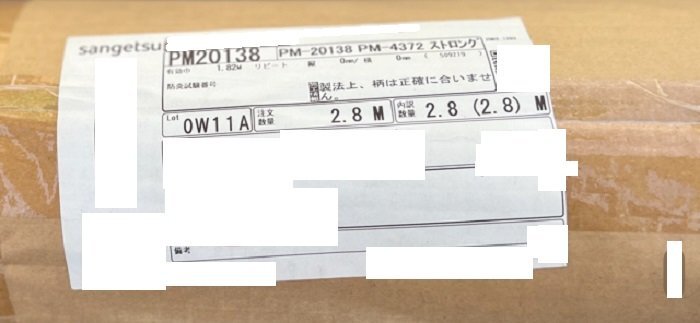 sangetsu
PM20138 PM-20138 PM-4372 ストロング
有効巾 1.82M リピート 縦 0mm/横 0mm ( 509219 )
防炎試験番号
製法上、柄は正確に合いませ
ん。
Lot 0W11A 注文数量 2.8 M 内訳数量 2.8 (2.8) M
備考